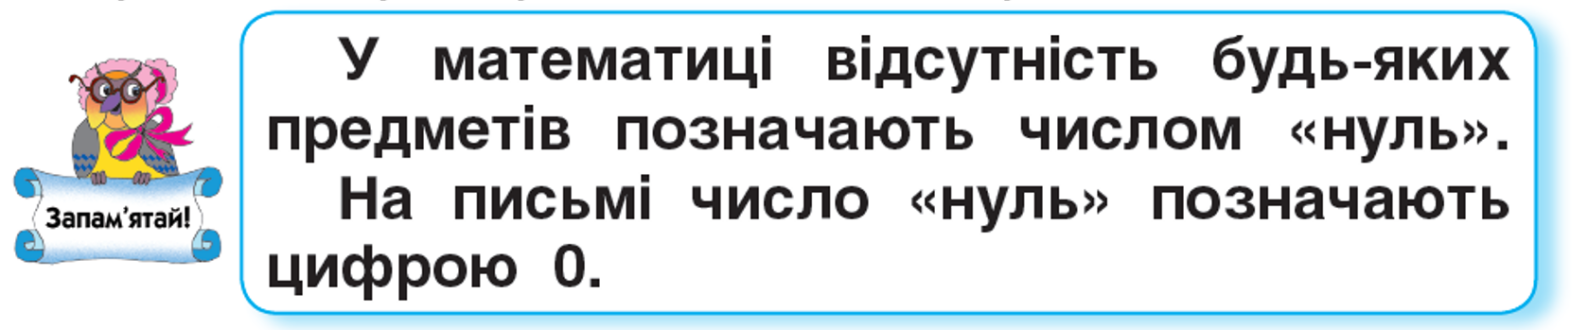 Запам'ятай!
У математиці відсутність будь-яких
предметів позначають числом «нуль».
На письмі число «нуль» позначають
цифрою 0.